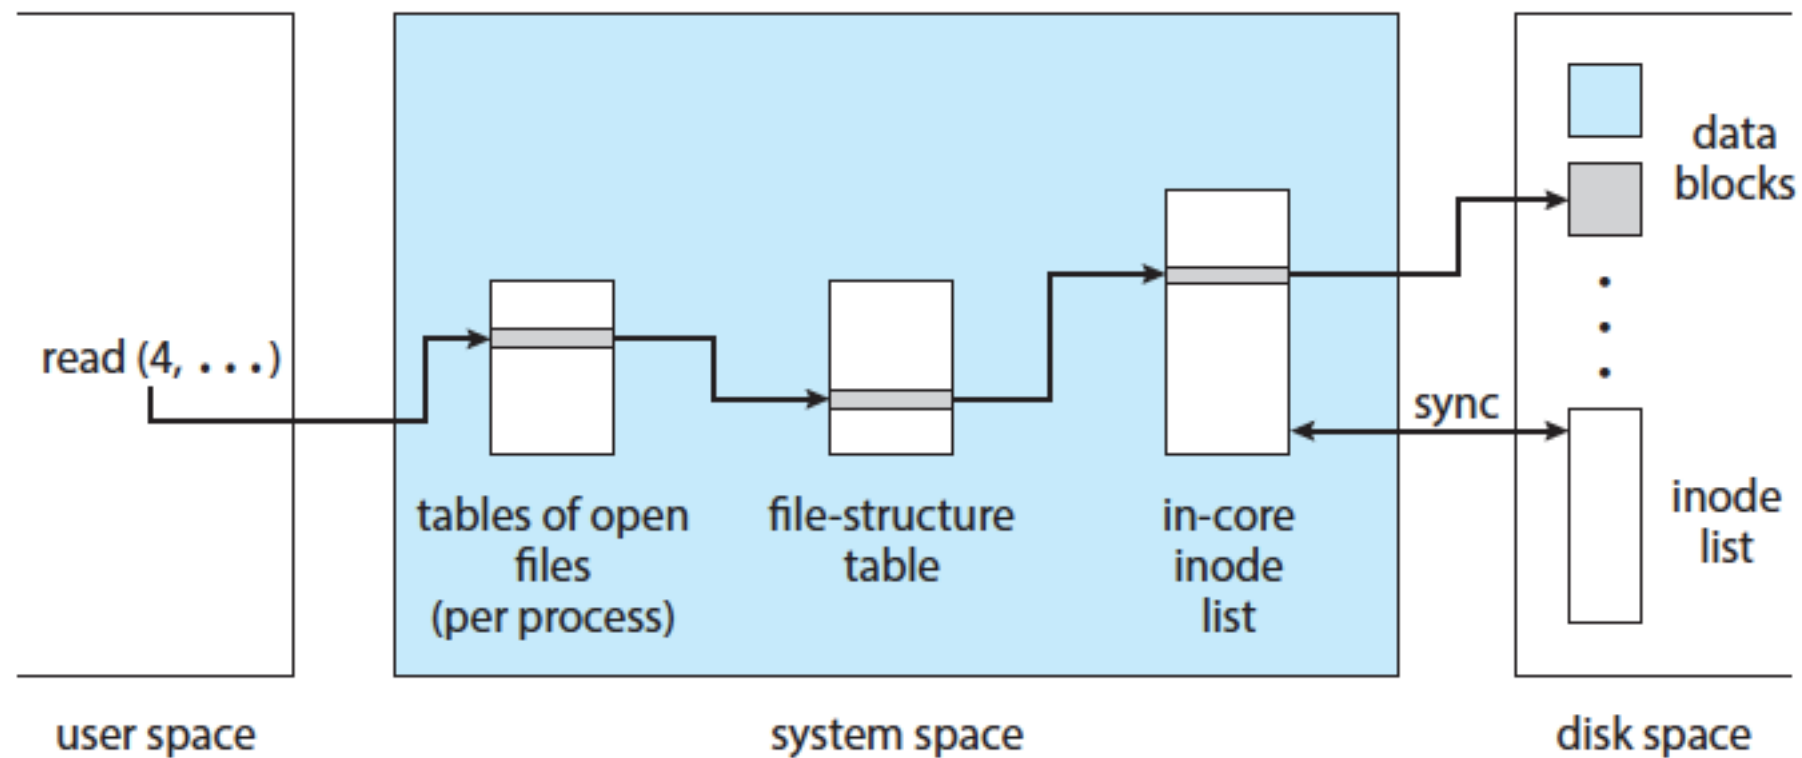 data
blocks
read (4, . . .)
sync
tables of open
files
(per process)
file-structure
table
in-core
inode
list
inode
list
user space
system space
disk space